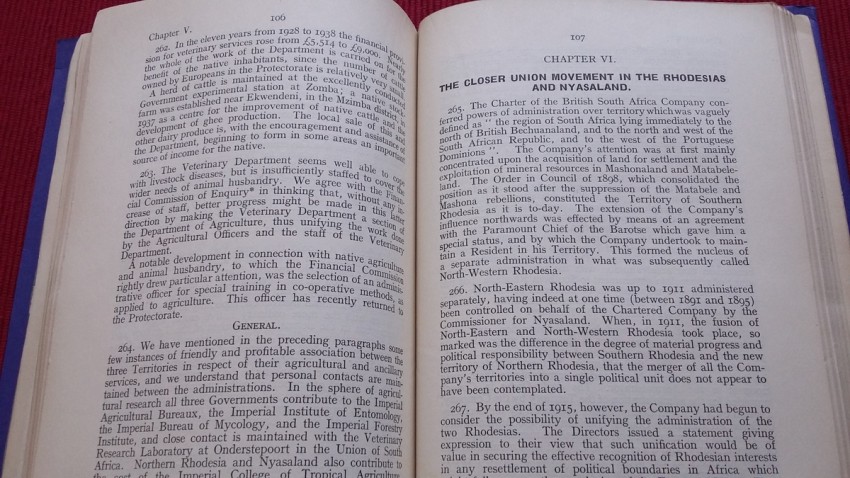 106
Chapter V.
262. In the eleven years from 1928 to 1938 the financial provi-
sion for veterinary services rose from £5,514 to £9,000. Nearly
the whole of the work of the Department is carried on for the
benefit of the native inhabitants, since the number of cattle
owned by Europeans in the Protectorate is relatively very small.
A herd of cattle is maintained at the excellently conducted
Government experimental station at Zomba; a native stock
farm was established near Ekwendeni, in the Mzimba district, in
1937 as a centre for the improvement of native cattle and the
development of ghee production. The local sale of this and
other dairy produce is, with the encouragement and assistance of
the Department, beginning to form in some areas an important
source of income for the native.
263. The Veterinary Department seems well able to cope
with livestock diseases, but is insufficiently staffed to cover the
wider needs of animal husbandry. We agree with the Finan-
cial Commission of Enquiry* in thinking that, without any in-
crease of staff, better progress might be made in this latter
direction by making the Veterinary Department a section of
the Department of Agriculture, thus unifying the work done
by the Agricultural Officers and the staff of the Veterinary
Department.
A notable development in connection with native agriculture
and animal husbandry, to which the Financial Commission
rightly drew particular attention, was the selection of an adminis-
trative officer for special training in co-operative methods, as
applied to agriculture. This officer has recently returned to
the Protectorate.
GENERAL.
264. We have mentioned in the preceding paragraphs some
few instances of friendly and profitable association between the
three Territories in respect of their agricultural and ancillary
services, and we understand that personal contacts are main-
tained between the administrations. In the sphere of agricul-
tural research all three Governments contribute to the Imperial
Agricultural Bureaux, the Imperial Institute of Entomology,
the Imperial Bureau of Mycology, and the Imperial Forestry
Institute, and close contact is maintained with the Veterinary
Research Laboratory at Onderstepoort in the Union of South
Africa. Northern Rhodesia and Nyasaland also contribute to
the cost of the Imperial College of Tropical Agriculture
107
CHAPTER VI.
THE CLOSER UNION MOVEMENT IN THE RHODESIAS
AND NYASALAND.
265. The Charter of the British South Africa Company con-
ferred powers of administration over territory which was vaguely
defined as " the region of South Africa lying immediately to the
north of British Bechuanaland, and to the north and west of the
South African Republic, and to the west of the Portuguese
Dominions ". The Company's attention was at first mainly
concentrated upon the acquisition of land for settlement and the
exploitation of mineral resources in Mashonaland and Matabele-
land. The Order in Council of 1898, which consolidated the
position as it stood after the suppression of the Matabele and
Mashona rebellions, constituted the Territory of Southern
Rhodesia as it is to-day. The extension of the Company's
influence northwards was effected by means of an agreement
with the Paramount Chief of the Barotse which gave him a
special status, and by which the Company undertook to main-
tain a Resident in his Territory. This formed the nucleus of
a separate administration in what was subsequently called
North-Western Rhodesia.
266. North-Eastern Rhodesia was up to 1911 administered
separately, having indeed at one time (between 1891 and 1895)
been controlled on behalf of the Chartered Company by the
Commissioner for Nyasaland. When, in 1911, the fusion of
North-Eastern and North-Western Rhodesia took place, so
marked was the difference in the degree of material progress and
political responsibility between Southern Rhodesia and the new
territory of Northern Rhodesia, that the merger of all the Com-
pany's territories into a single political unit does not appear to
have been contemplated.
267. By the end of 1915, however, the Company had begun to
consider the possibility of unifying the administration of the
two Rhodesias. The Directors issued a statement giving
expression to their view that such unification would be of
value in securing the effective recognition of Rhodesian interests
in any resettlement of political boundaries in Africa which